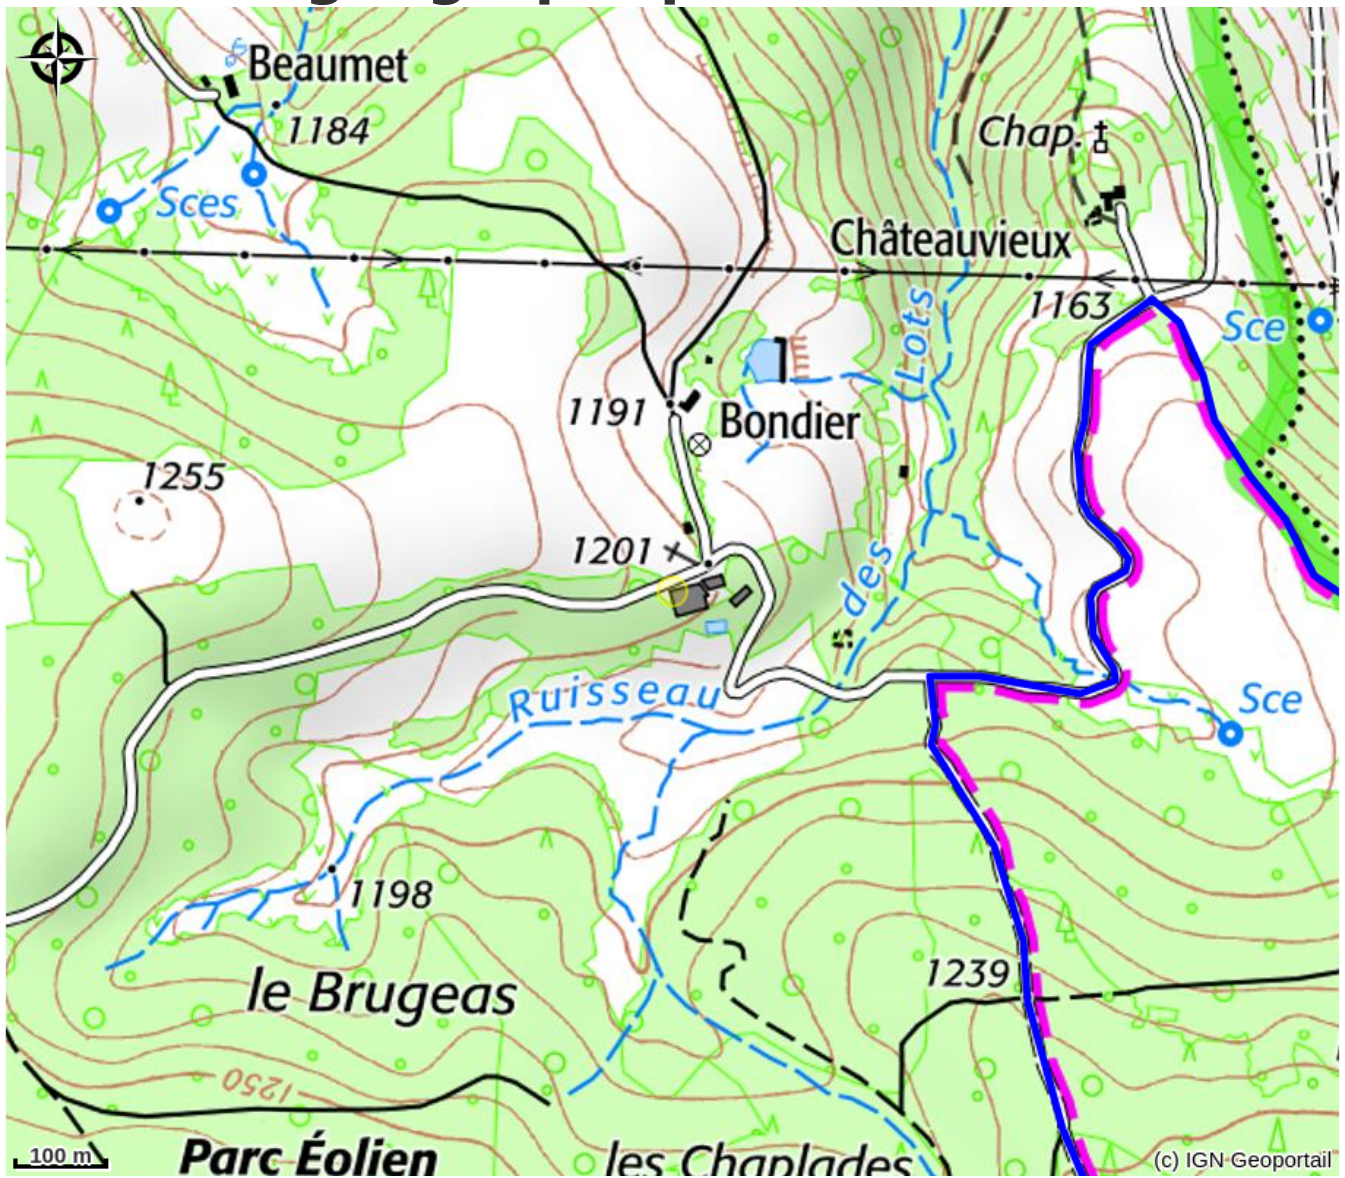 Beaumet
1184
Chap.
Sces
Châteauvieux
1163
Sce
Lots
1191
Bondier
1255
1201
des
Ruisseau
Sce
1198
1239
le Brugeas
1250
Parc Éolien
les Chaplades
100 m
(c) IGN Geoportail